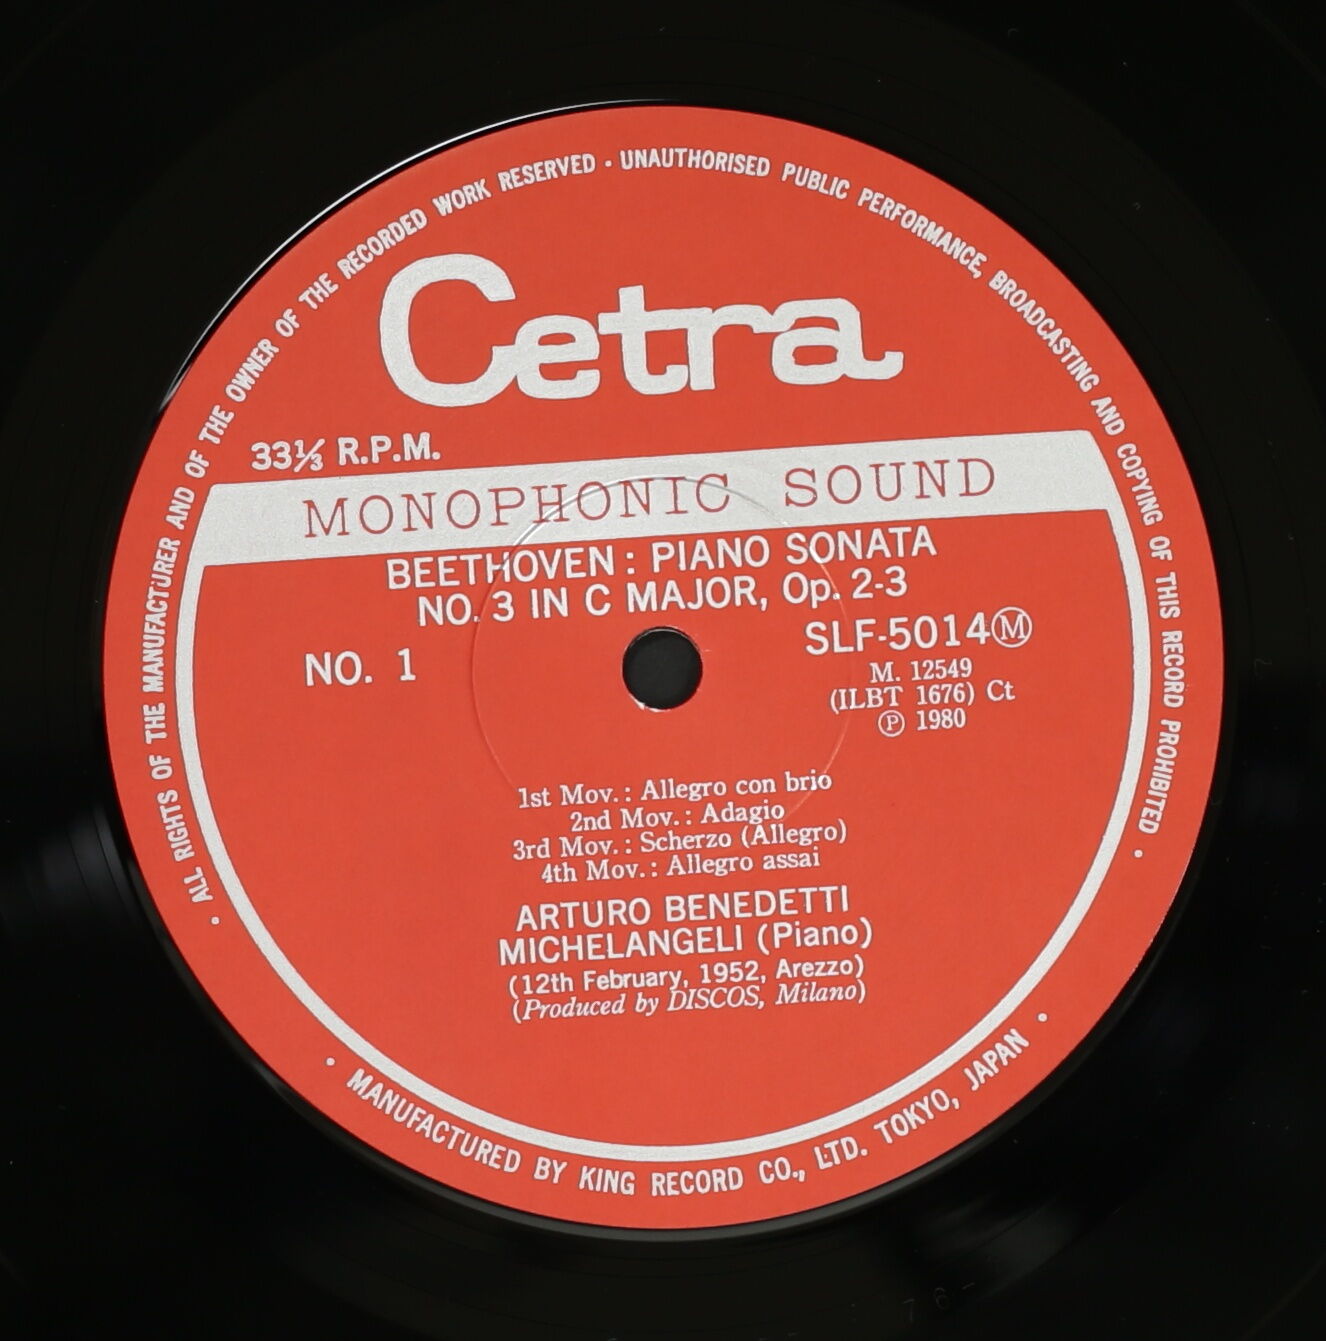 ALL RIGHTS OF THE MANUFACTURER AND OF THE OWNER OF THE RECORDED WORK RESERVED · UNAUTHORISED PUBLIC PERFORMANCE, BROADCASTING AND COPYING OF THIS RECORD PROHIBITED
Cetra
33⅓ R.P.M.
MONOPHONIC SOUND
BEETHOVEN : PIANO SONATA
NO. 3 IN C MAJOR, Op. 2-3
NO. 1
SLF-5014Ⓜ
M. 12549
(ILBT 1676) Ct
Ⓟ 1980
1st Mov. : Allegro con brio
2nd Mov. : Adagio
3rd Mov. : Scherzo (Allegro)
4th Mov. : Allegro assai
ARTURO BENEDETTI
MICHELANGELI (Piano)
(12th February, 1952, Arezzo)
(Produced by DISCOS, Milano)
· MANUFACTURED BY KING RECORD CO., LTD. TOKYO, JAPAN ·